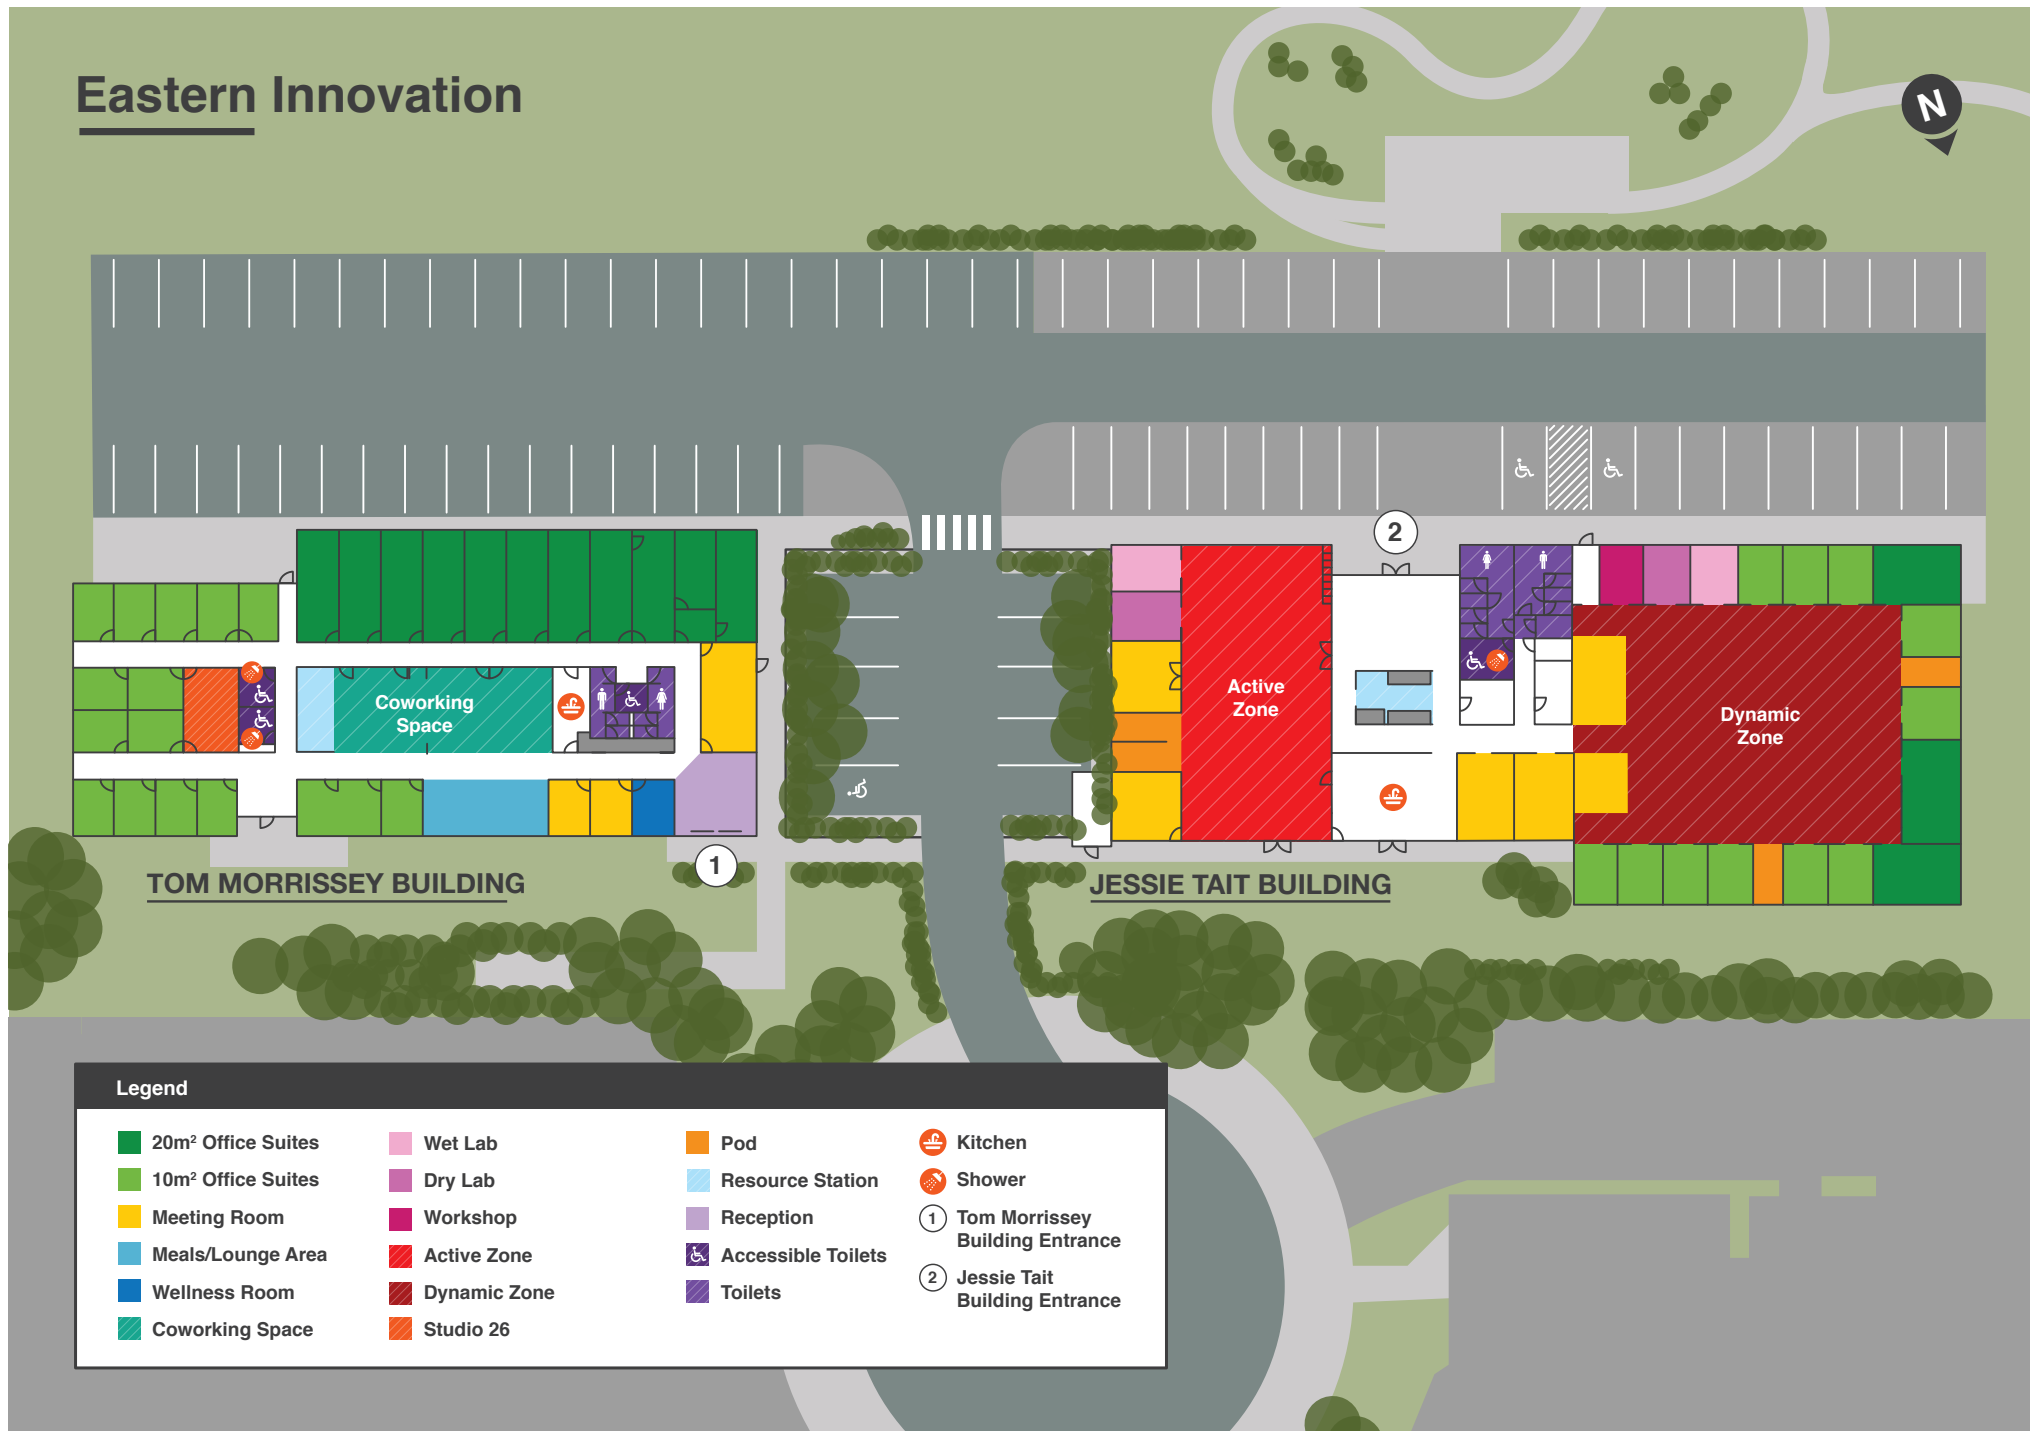 Eastern Innovation
N
2
Coworking
Space
Active
Zone
Dynamic
Zone
1
TOM MORRISSEY BUILDING
JESSIE TAIT BUILDING
Legend
20m² Office Suites
10m² Office Suites
Meeting Room
Meals/Lounge Area
Wellness Room
Coworking Space
Wet Lab
Dry Lab
Workshop
Active Zone
Dynamic Zone
Studio 26
Pod
Resource Station
Reception
Accessible Toilets
Toilets
Kitchen
Shower
1 Tom Morrissey
Building Entrance
2 Jessie Tait
Building Entrance